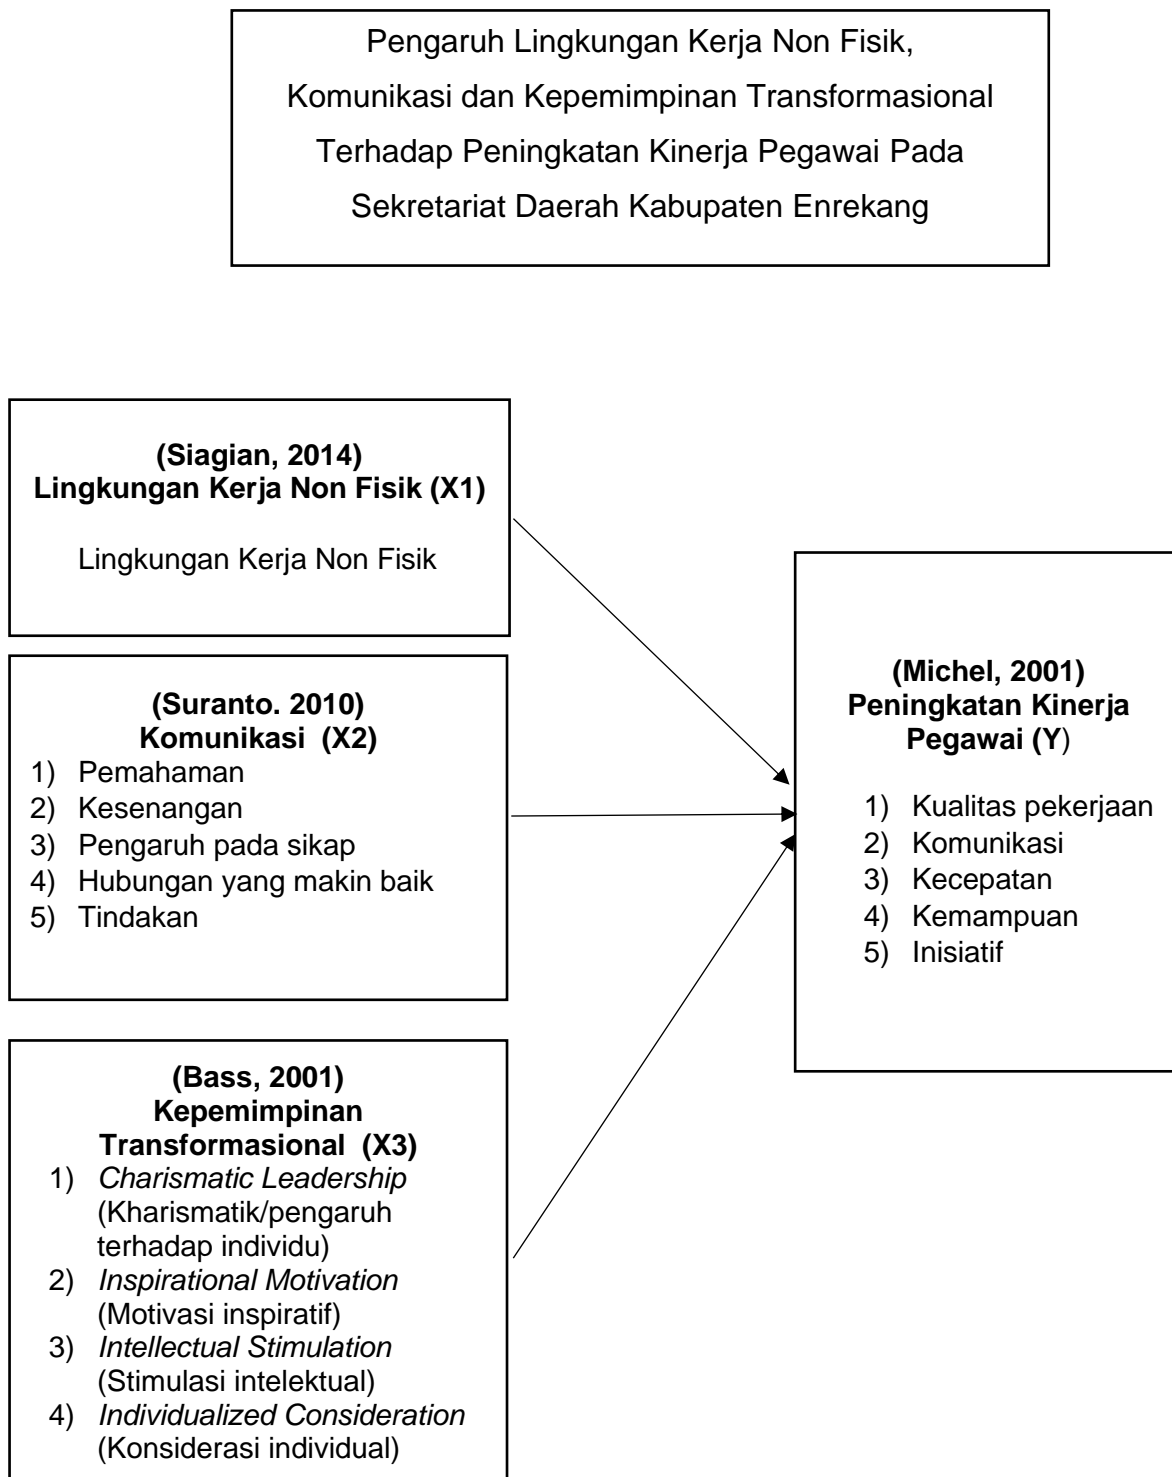 Pengaruh Lingkungan Kerja Non Fisik,
Komunikasi dan Kepemimpinan Transformasional
Terhadap Peningkatan Kinerja Pegawai Pada
Sekretariat Daerah Kabupaten Enrekang
(Siagian, 2014)
Lingkungan Kerja Non Fisik (X1)
Lingkungan Kerja Non Fisik
(Suranto. 2010)
Komunikasi (X2)
1) Pemahaman
2) Kesenangan
3) Pengaruh pada sikap
4) Hubungan yang makin baik
5) Tindakan
(Bass, 2001)
Kepemimpinan
Transformasional (X3)
1) Charismatic Leadership
(Kharismatik/pengaruh
terhadap individu)
2) Inspirational Motivation
(Motivasi inspiratif)
3) Intellectual Stimulation
(Stimulasi intelektual)
4) Individualized Consideration
(Konsiderasi individual)
(Michel, 2001)
Peningkatan Kinerja
Pegawai (Y)
1) Kualitas pekerjaan
2) Komunikasi
3) Kecepatan
4) Kemampuan
5) Inisiatif